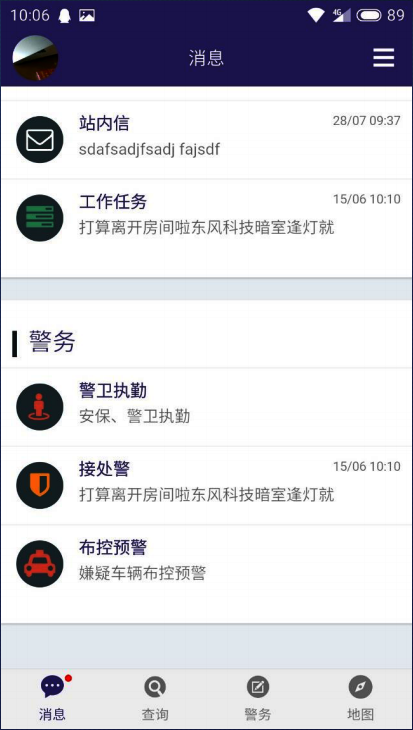 10:06
4G
89
消息
站内信
28/07 09:37
sdafsadjfsadj fajsdf
工作任务
15/06 10:10
打算离开房间啦东风科技暗室逢灯就
警务
警卫执勤
安保、警卫执勤
接处警
15/06 10:10
打算离开房间啦东风科技暗室逢灯就
布控预警
嫌疑车辆布控预警
消息
查询
警务
地图